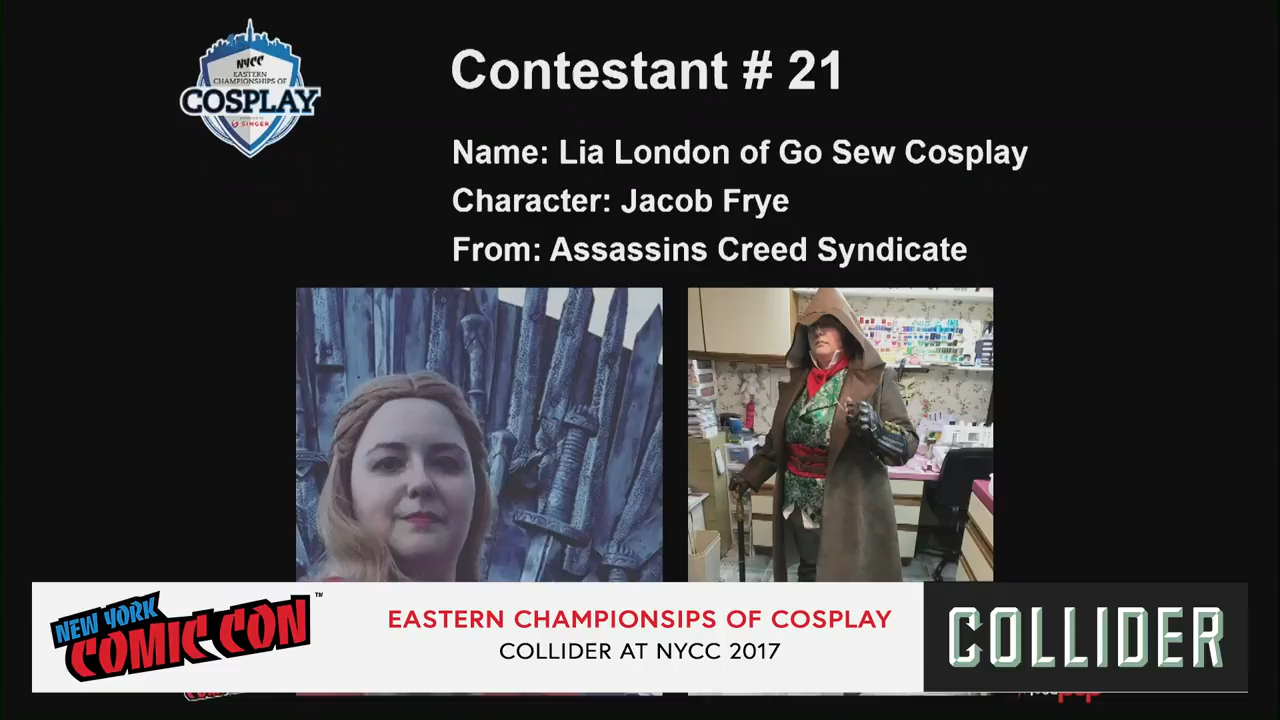 Contestant # 21
NYCC
EASTERN
CHAMPIONSHIPS OF
COSPLAY
SINGER
Name: Lia London of Go Sew Cosplay
Character: Jacob Frye
From: Assassins Creed Syndicate
NEW YORK
COMIC CON
™
EASTERN CHAMPIONSIPS OF COSPLAY
COLLIDER AT NYCC 2017
COLLIDER